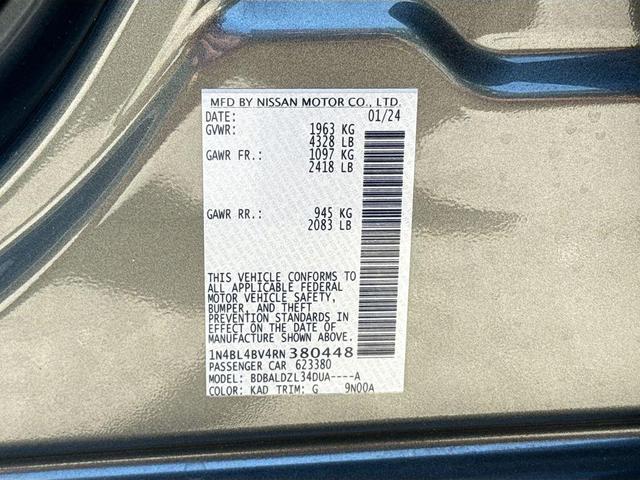 MFD BY NISSAN MOTOR CO., LTD.
DATE: 01/24
GVWR: 1963 KG
4328 LB
GAWR FR.: 1097 KG
2418 LB
GAWR RR.: 945 KG
2083 LB
THIS VEHICLE CONFORMS TO
ALL APPLICABLE FEDERAL
MOTOR VEHICLE SAFETY,
BUMPER, AND THEFT
PREVENTION STANDARDS IN
EFFECT ON THE DATE OF
MANUFACTURE SHOWN ABOVE.
1N4BL4BV4RN380448
PASSENGER CAR 623380
MODEL: BDBALDZL34DUA----A
COLOR: KAD TRIM: G 9N00A